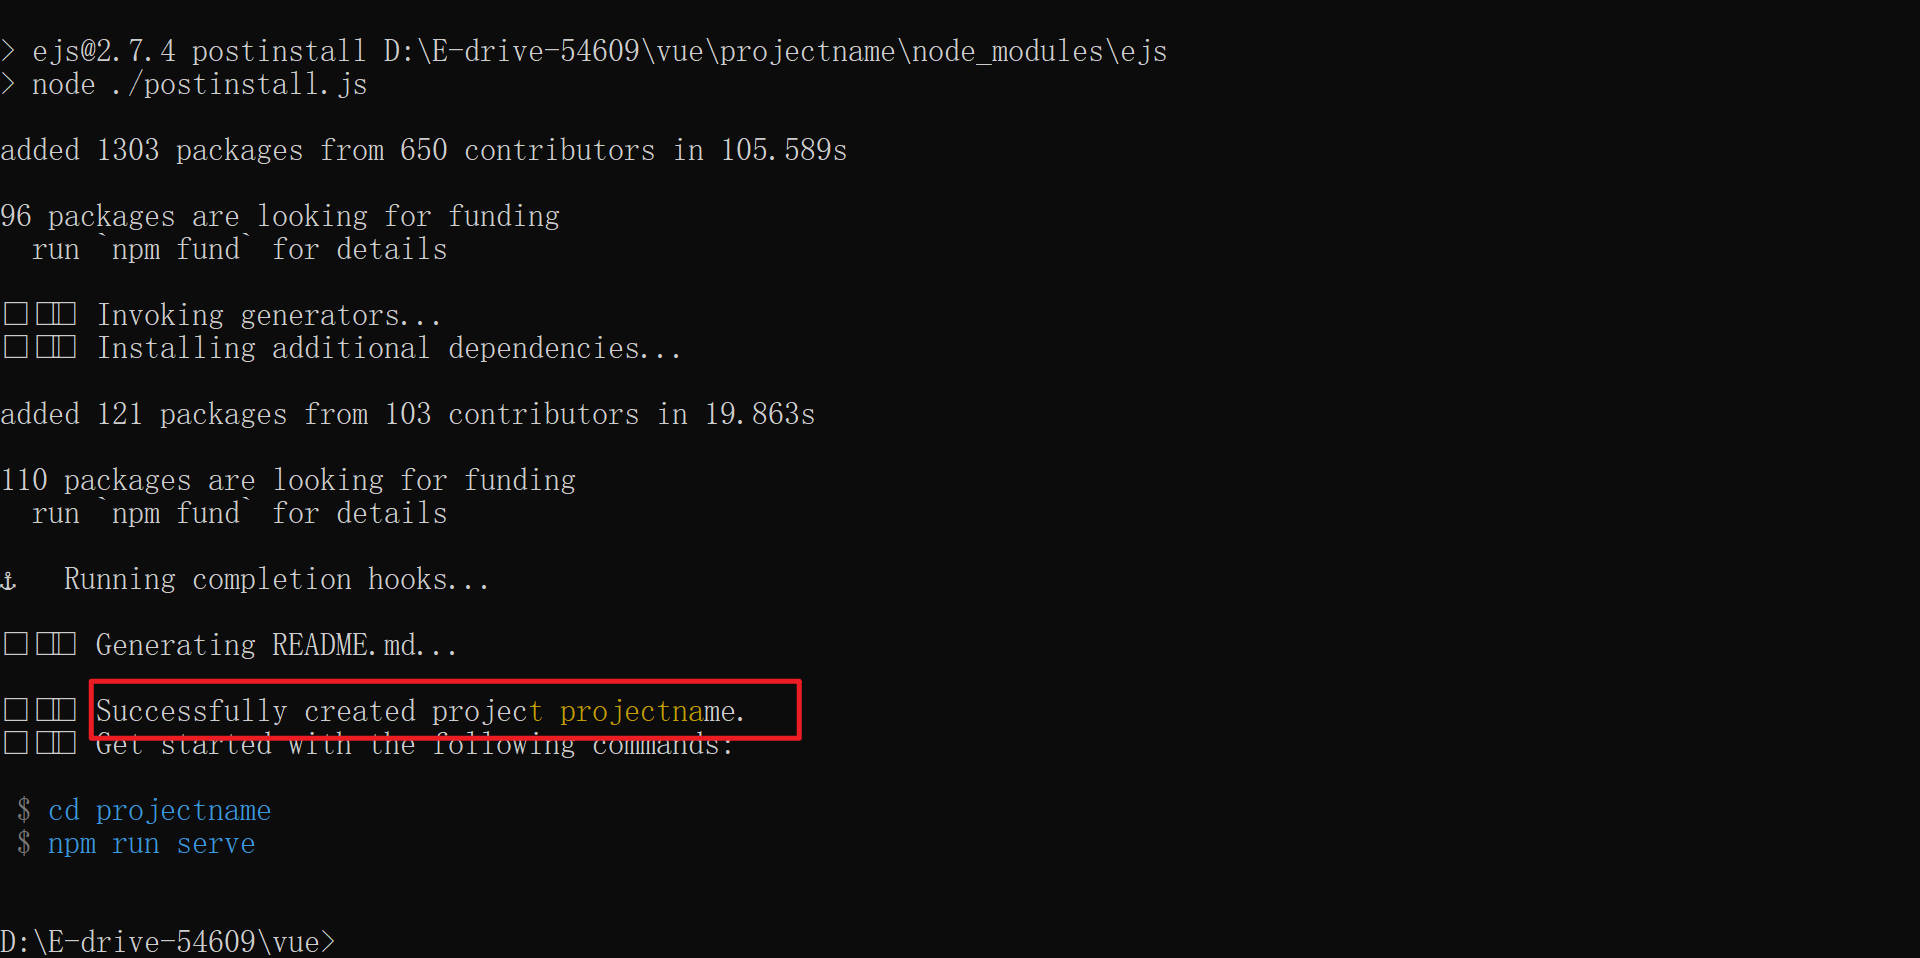 > ejs@2.7.4 postinstall D:\E-drive-54609\vue\projectname\node_modules\ejs
> node ./postinstall.js
added 1303 packages from 650 contributors in 105.589s
96 packages are looking for funding
run `npm fund` for details
Invoking generators...
Installing additional dependencies...
added 121 packages from 103 contributors in 19.863s
110 packages are looking for funding
run `npm fund` for details
⚓ Running completion hooks...
Generating README.md...
Successfully created project projectname.
Get started with the following commands:
$ cd projectname
$ npm run serve
D:\E-drive-54609\vue>